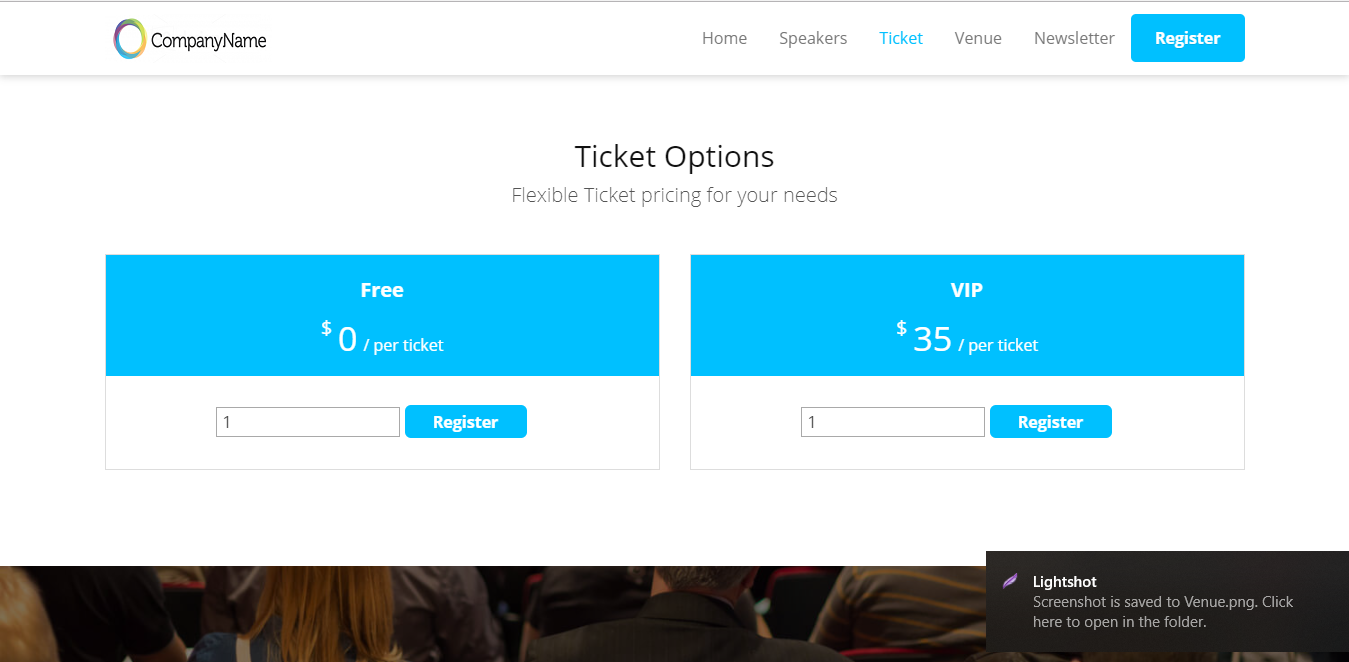 CompanyName
Home Speakers Ticket Venue Newsletter Register
Ticket Options
Flexible Ticket pricing for your needs
Free
$ 0 / per ticket
1 Register
VIP
$ 35 / per ticket
1 Register
Lightshot
Screenshot is saved to Venue.png. Click
here to open in the folder.